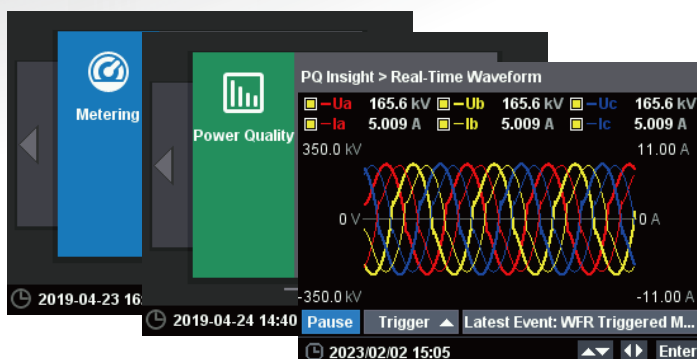 Metering
2019-04-23 16:
Power Quality
2019-04-24 14:40
PQ Insight > Real-Time Waveform
Ua 165.6 kV Ub 165.6 kV Uc 165.6 kV
Ia 5.009 A Ib 5.009 A Ic 5.009 A
350.0 kV 11.00 A
0 V 0 A
-350.0 kV -11.00 A
Pause Trigger Latest Event: WFR Triggered M...
2023/02/02 15:05 Enter